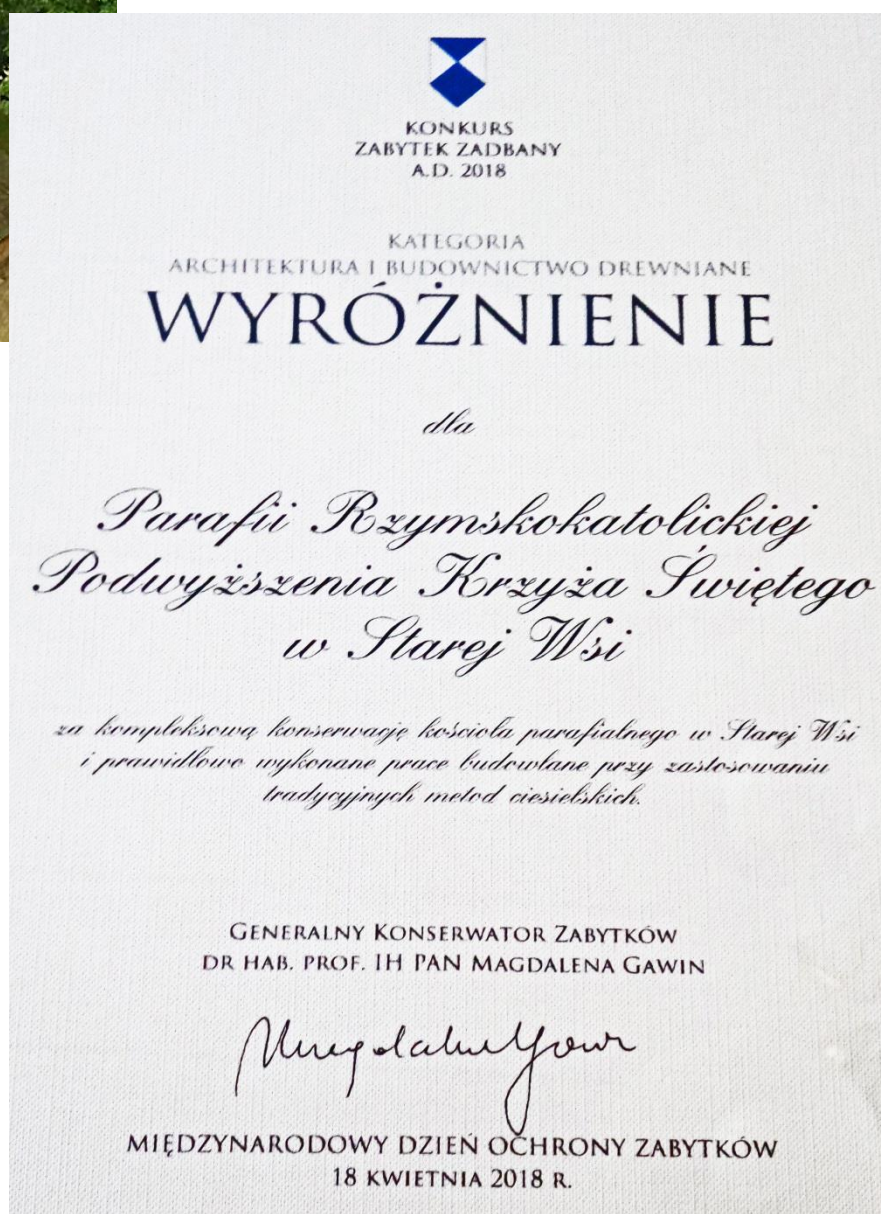 KONKURS
ZABYTEK ZADBANY
A.D. 2018
KATEGORIA
ARCHITEKTURA I BUDOWNICTWO DREWNIANE
WYRÓŻNIENIE
dla
Parafii Rzymskokatolickiej
Podwyższenia Krzyża Świętego
w Starej Wsi
za kompleksową konserwację kościoła parafialnego w Starej Wsi
i prawidłowo wykonane prace budowlane przy zastosowaniu
tradycyjnych metod ciesielskich.
GENERALNY KONSERWATOR ZABYTKÓW
DR HAB. PROF. IH PAN MAGDALENA GAWIN
Magdalena Gawin
MIĘDZYNARODOWY DZIEŃ OCHRONY ZABYTKÓW
18 KWIETNIA 2018 R.